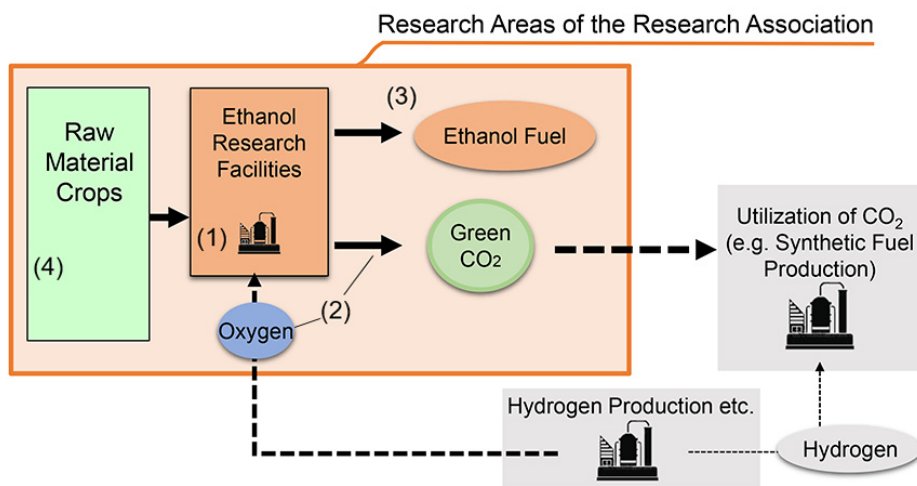 Research Areas of the Research Association
Raw
Material
Crops
(4)
Ethanol
Research
Facilities
(1)
(3)
Ethanol Fuel
Green
CO₂
(2)
Oxygen
Utilization of CO₂
(e.g. Synthetic Fuel
Production)
Hydrogen Production etc.
Hydrogen